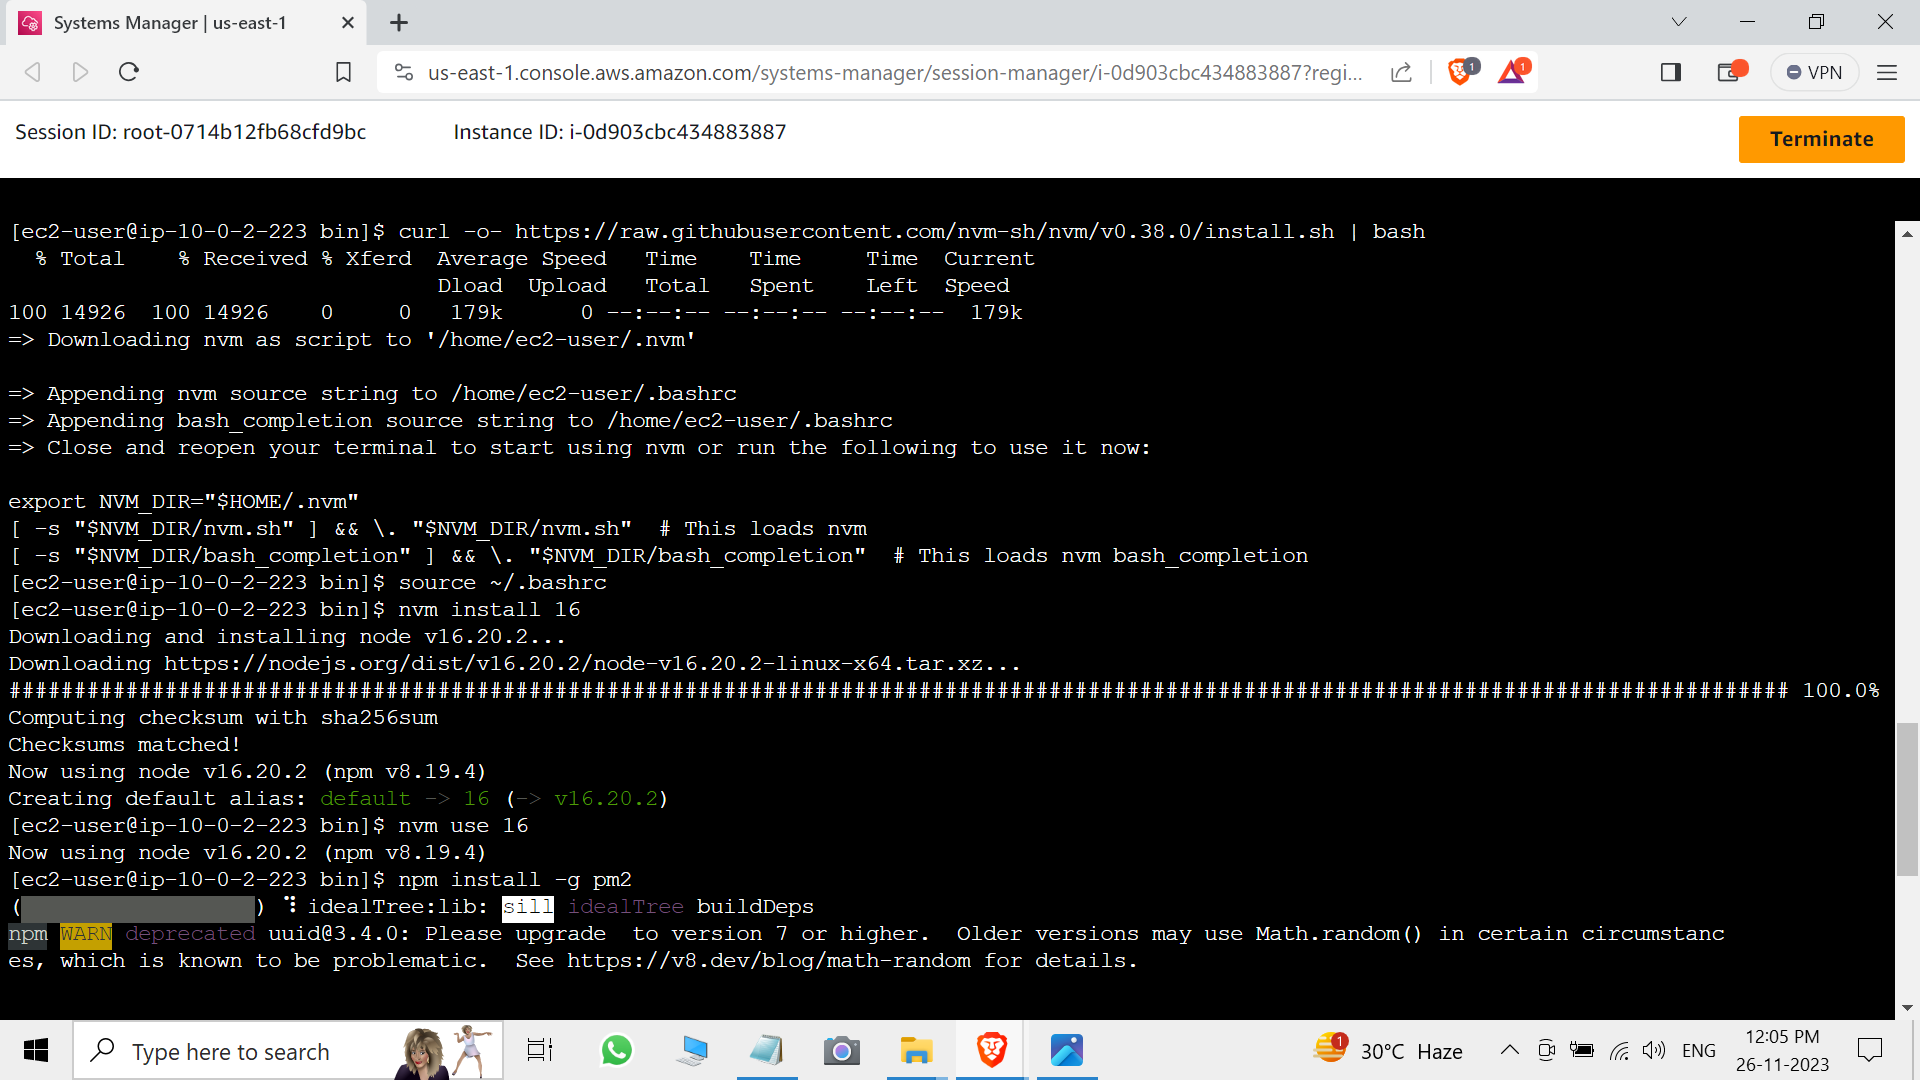 Systems Manager | us-east-1
us-east-1.console.aws.amazon.com/systems-manager/session-manager/i-0d903cbc434883887?regi...
1
1
VPN
Session ID: root-0714b12fb68cfd9bc
Instance ID: i-0d903cbc434883887
Terminate
[ec2-user@ip-10-0-2-223 bin]$ curl -o- https://raw.githubusercontent.com/nvm-sh/nvm/v0.38.0/install.sh | bash
% Total % Received % Xferd Average Speed Time Time Time Current
Dload Upload Total Spent Left Speed
100 14926 100 14926 0 0 179k 0 --:--:-- --:--:-- --:--:-- 179k
=> Downloading nvm as script to '/home/ec2-user/.nvm'
=> Appending nvm source string to /home/ec2-user/.bashrc
=> Appending bash_completion source string to /home/ec2-user/.bashrc
=> Close and reopen your terminal to start using nvm or run the following to use it now:
export NVM_DIR="$HOME/.nvm"
[ -s "$NVM_DIR/nvm.sh" ] && \. "$NVM_DIR/nvm.sh" # This loads nvm
[ -s "$NVM_DIR/bash_completion" ] && \. "$NVM_DIR/bash_completion" # This loads nvm bash_completion
[ec2-user@ip-10-0-2-223 bin]$ source ~/.bashrc
[ec2-user@ip-10-0-2-223 bin]$ nvm install 16
Downloading and installing node v16.20.2...
Downloading https://nodejs.org/dist/v16.20.2/node-v16.20.2-linux-x64.tar.xz...
######################################################################################################################################### 100.0%
Computing checksum with sha256sum
Checksums matched!
Now using node v16.20.2 (npm v8.19.4)
Creating default alias: default -> 16 (-> v16.20.2)
[ec2-user@ip-10-0-2-223 bin]$ nvm use 16
Now using node v16.20.2 (npm v8.19.4)
[ec2-user@ip-10-0-2-223 bin]$ npm install -g pm2
( ) ⠹ idealTree:lib: sill idealTree buildDeps
npm WARN deprecated uuid@3.4.0: Please upgrade to version 7 or higher. Older versions may use Math.random() in certain circumstanc
es, which is known to be problematic. See https://v8.dev/blog/math-random for details.
Type here to search
1
30°C Haze
ENG
12:05 PM
26-11-2023